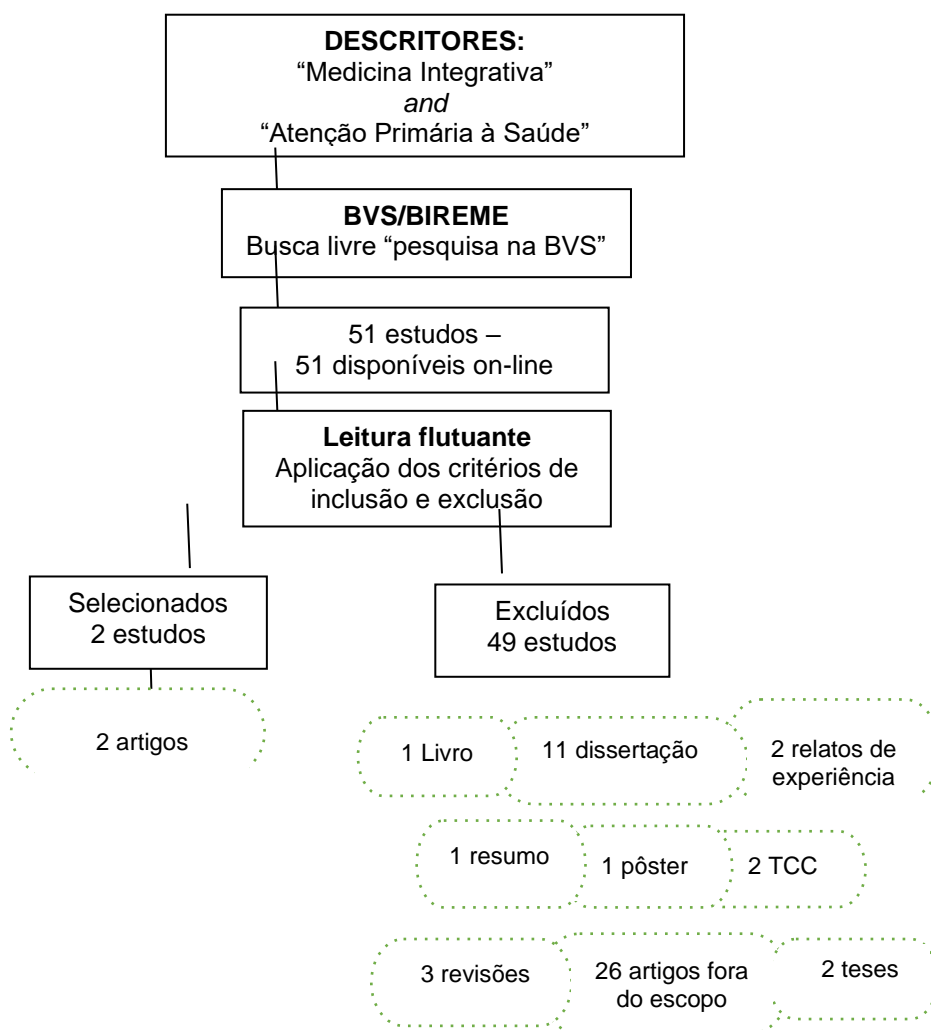 DESCRITORES:
“Medicina Integrativa”
and
“Atenção Primária à Saúde”
BVS/BIREME
Busca livre “pesquisa na BVS”
51 estudos –
51 disponíveis on-line
Leitura flutuante
Aplicação dos critérios de
inclusão e exclusão
Selecionados
2 estudos
Excluídos
49 estudos
2 artigos
1 Livro
11 dissertação
2 relatos de
experiência
1 resumo
1 pôster
2 TCC
3 revisões
26 artigos fora
do escopo
2 teses